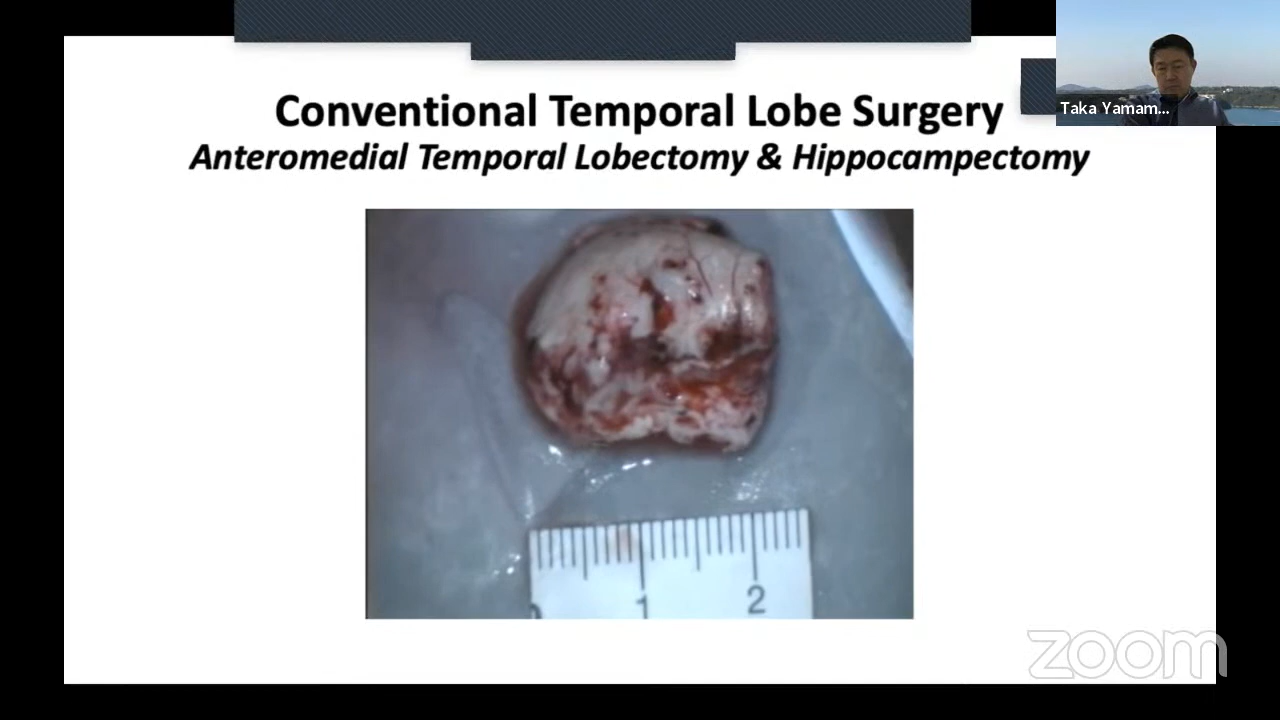 Conventional Temporal Lobe Surgery
Anteromedial Temporal Lobectomy & Hippocampectomy
Taka Yamam...
1
2
zoom